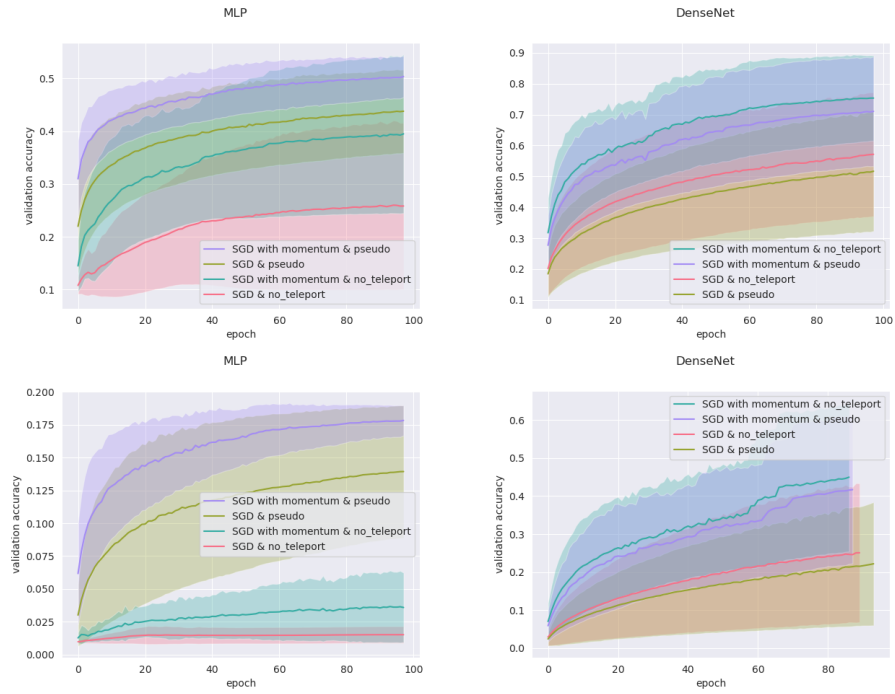 MLP
0.5
0.4
0.3
0.2
0.1
validation accuracy
SGD with momentum & pseudo
SGD & pseudo
SGD with momentum & no_teleport
SGD & no_teleport
0 20 40 60 80 100
epoch
DenseNet
0.9
0.8
0.7
0.6
0.5
0.4
0.3
0.2
0.1
validation accuracy
SGD with momentum & no_teleport
SGD with momentum & pseudo
SGD & no_teleport
SGD & pseudo
0 20 40 60 80 100
epoch
MLP
0.200
0.175
0.150
0.125
0.100
0.075
0.050
0.025
0.000
validation accuracy
SGD with momentum & pseudo
SGD & pseudo
SGD with momentum & no_teleport
SGD & no_teleport
0 20 40 60 80 100
epoch
DenseNet
0.6
0.5
0.4
0.3
0.2
0.1
0.0
validation accuracy
SGD with momentum & no_teleport
SGD with momentum & pseudo
SGD & no_teleport
SGD & pseudo
0 20 40 60 80
epoch